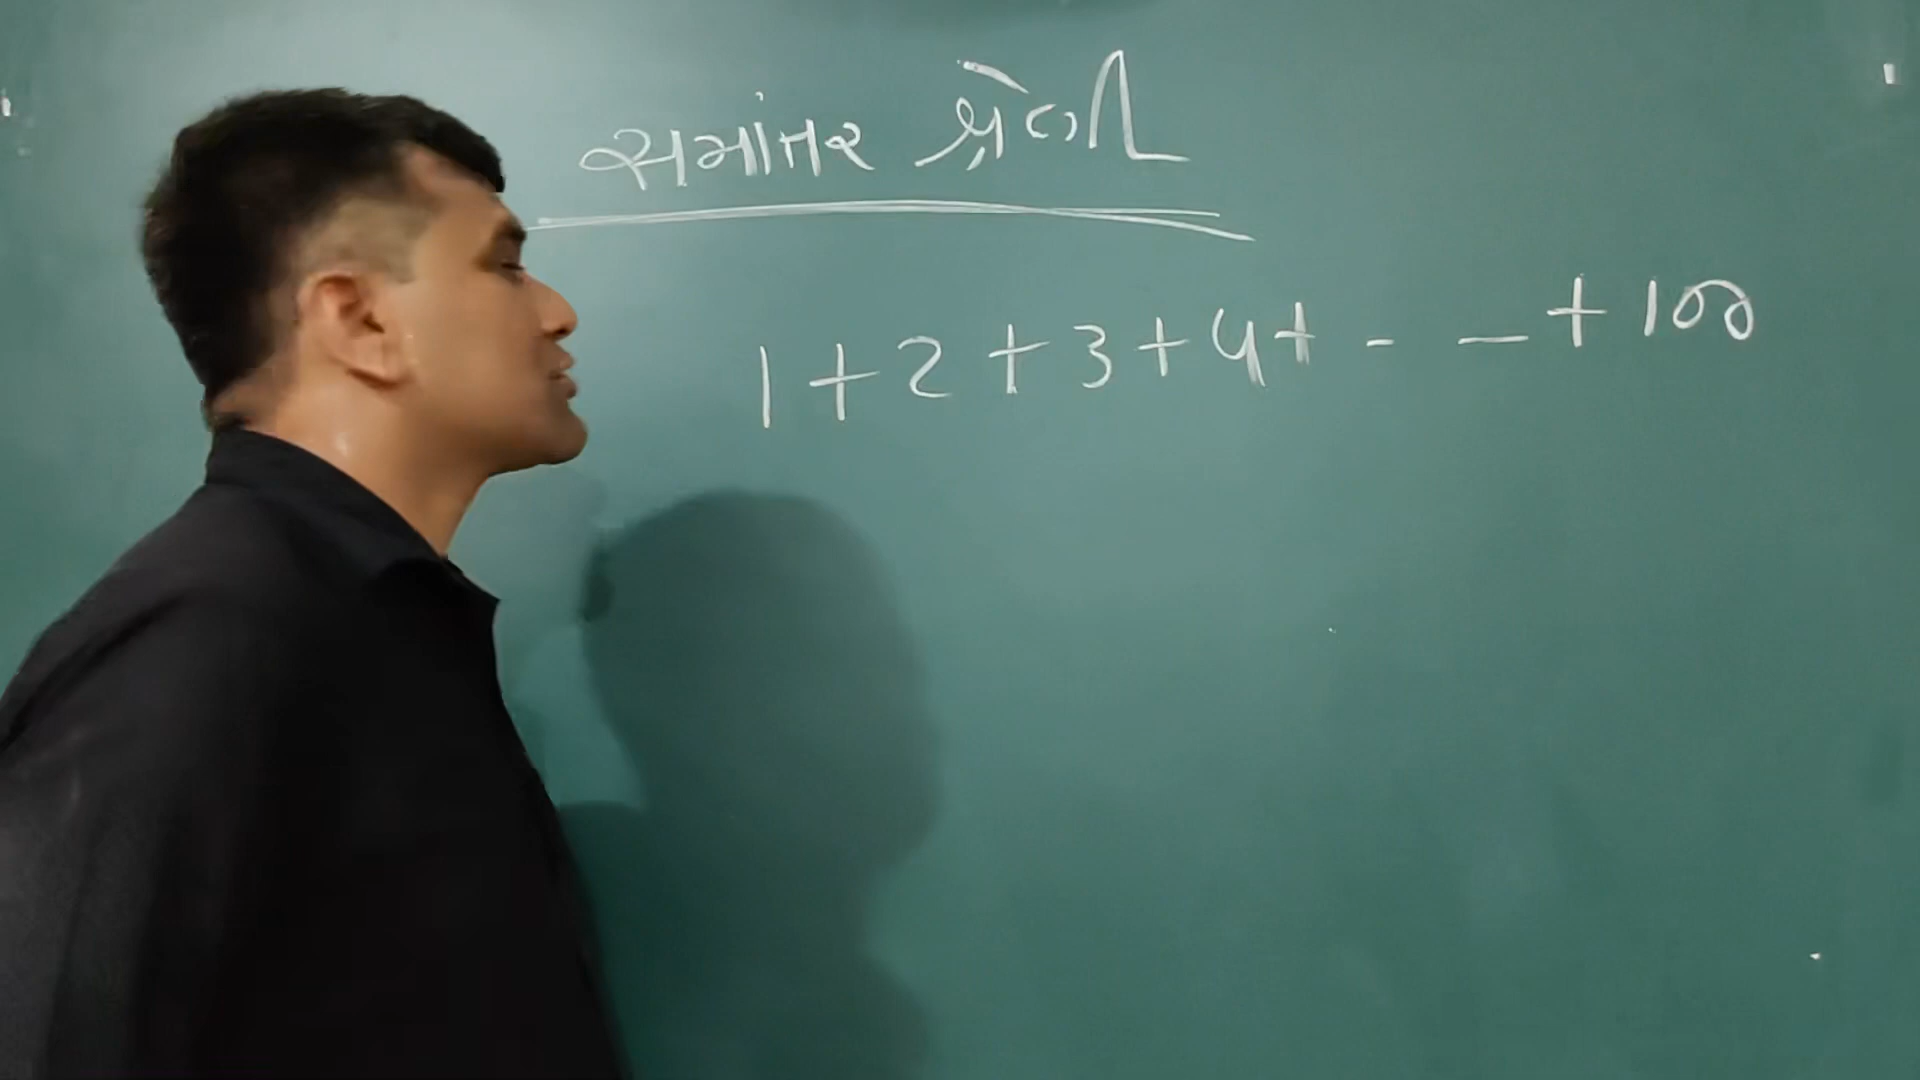 સમાંતર શ્રેણી
1 + 2 + 3 + 4 + - - + 100